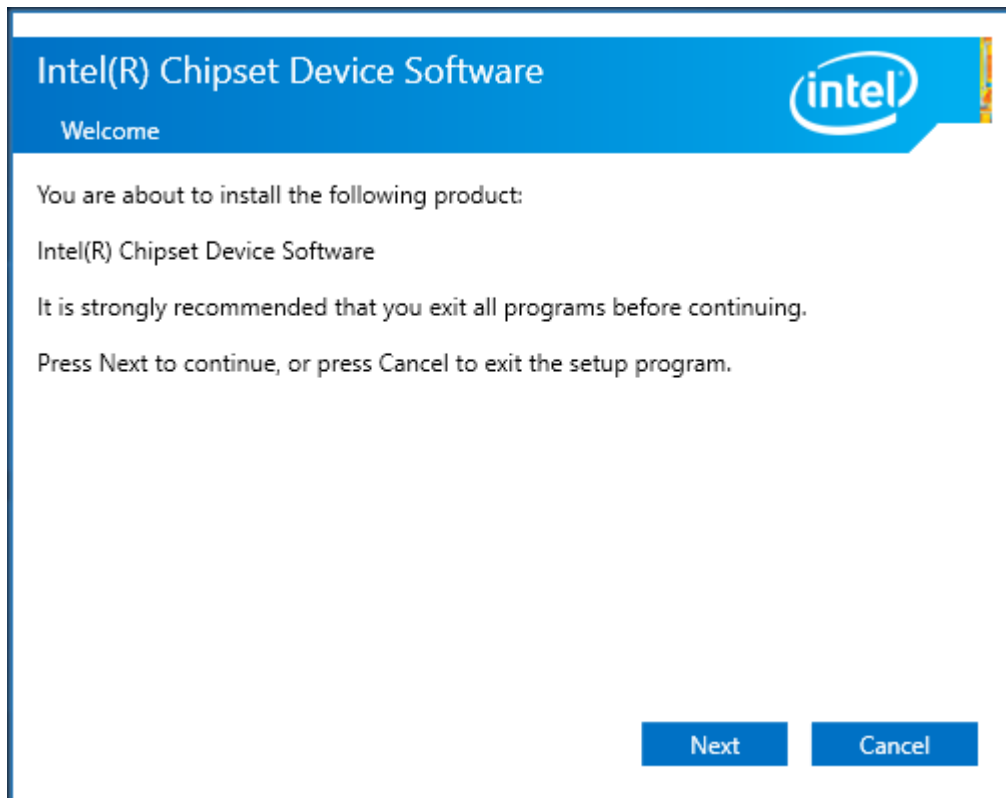 Intel(R) Chipset Device Software
intel
Welcome
You are about to install the following product:
Intel(R) Chipset Device Software
It is strongly recommended that you exit all programs before continuing.
Press Next to continue, or press Cancel to exit the setup program.
Next
Cancel